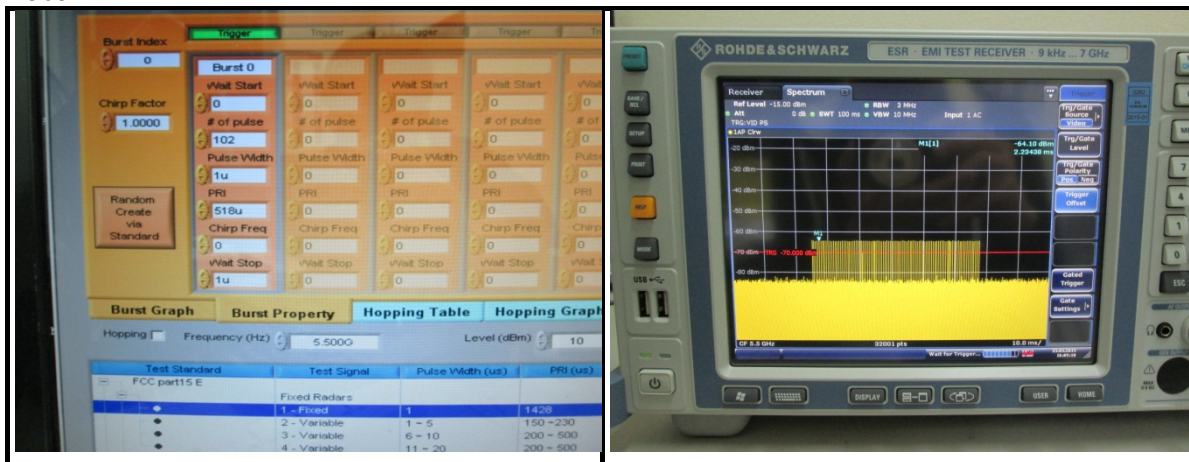 Trigger Trigger Trigger Trigger
Burst Index
0
Chirp Factor
1.0000
Random
Create
via
Standard
Burst 0
Wait Start Wait Start Wait Start Wait Start
0 0 0 0
# of pulse # of pulse # of pulse # of pulse
102 0 0 0
Pulse Width Pulse Width Pulse Width Pulse Width
1u 0 0 0
PRI PRI PRI PRI
518u 0 0 0
Chirp Freq Chirp Freq Chirp Freq Chirp Freq
0 0 0 0
Wait Stop Wait Stop Wait Stop Wait Stop
1u 0 0 0
Burst Graph Burst Property Hopping Table Hopping Graph
Hopping Frequency (Hz) 5.500G Level (dBm) 10
Test Standard Test Signal Pulse Width (us) PRI (us)
FCC part15 E
Fixed Radars
1 - Fixed 1 1428
2 - Variable 1 ~ 5 150 ~230
3 - Variable 6 ~ 10 200 ~ 500
4 - Variable 11 ~ 20 200 ~ 500
ROHDE&SCHWARZ ESR · EMI TEST RECEIVER · 9 kHz ... 7 GHz
PRESET
SETUP
PRINT
HELP
MODE
USB
Receiver Spectrum
Ref Level -15.00 dBm RBW 3 MHz
Att 0 dB SWT 100 ms VBW 10 MHz Input 1 AC
TRG:VID PS
1AP Clrw
M1[1] -64.10 dBm
2.23438 ms
-20 dBm
-30 dBm
-40 dBm
-50 dBm
-60 dBm
M1
-70 dBm TRG -70.000 dBm
-80 dBm
CF 5.5 GHz 32001 pts 10.0 ms/
Wait for Trigger...
Trigger
Trg/Gate
Source
Video
Trg/Gate
Level
Trg/Gate
Polarity
Pos Neg
Trigger
Offset
Gated
Trigger
Gate
Settings
7
4
1
0
ESC
DISPLAY
USER
HOME